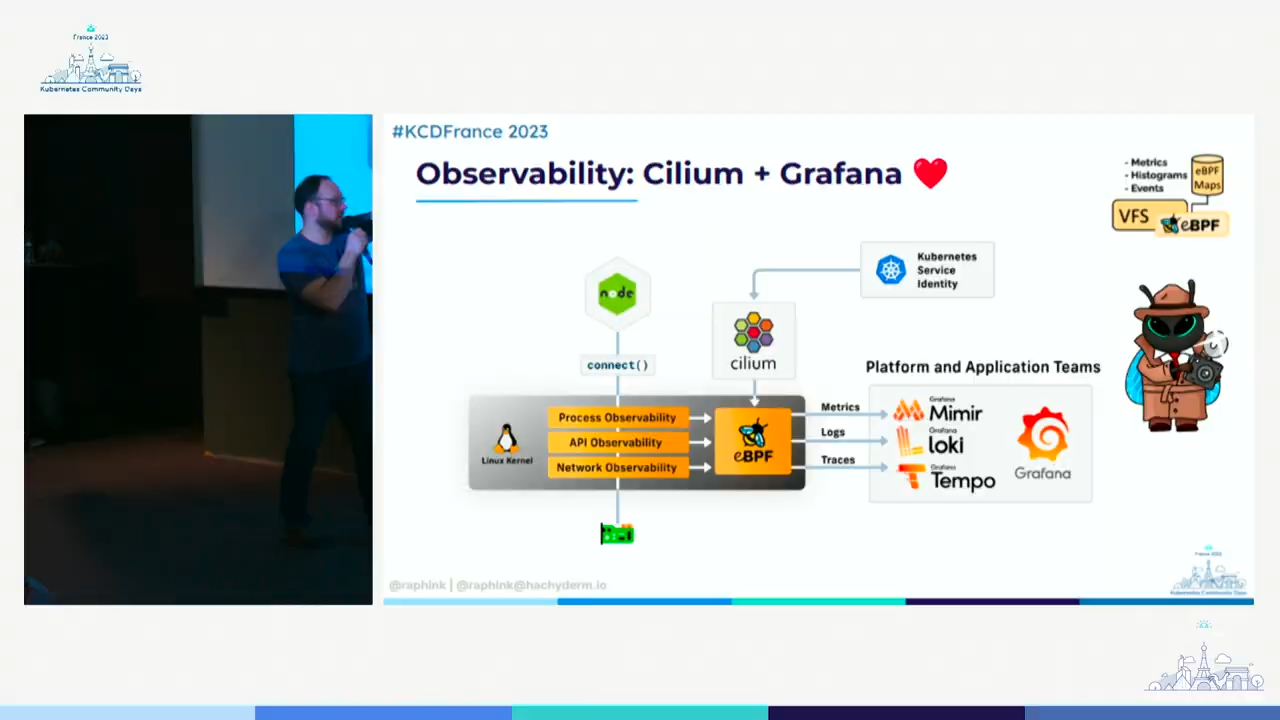 France 2023
Kubernetes Community Days
#KCDFrance 2023
Observability: Cilium + Grafana
- Metrics
- Histograms
- Events
eBPF
Maps
VFS
eBPF
Kubernetes
Service
Identity
node
connect()
cilium
Platform and Application Teams
Linux Kernel
Process Observability
API Observability
Network Observability
eBPF
Metrics
Logs
Traces
Grafana
Mimir
Grafana
loki
Grafana
Tempo
Grafana
@raphink | @raphink@hachyderm.io
France 2023
Kubernetes Community Days